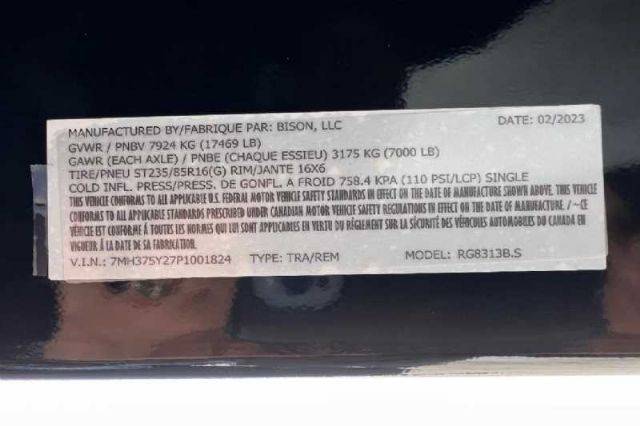 MANUFACTURED BY/FABRIQUE PAR: BISON, LLC DATE: 02/2023
GVWR / PNBV 7924 KG (17469 LB)
GAWR (EACH AXLE) / PNBE (CHAQUE ESSIEU) 3175 KG (7000 LB)
TIRE/PNEU ST235/85R16(G) RIM/JANTE 16X6
COLD INFL. PRESS/PRESS. DE GONFL. A FROID 758.4 KPA (110 PSI/LCP) SINGLE
THIS VEHICLE CONFORMS TO ALL APPLICABLE U.S. FEDERAL MOTOR VEHICLE SAFETY STANDARDS IN EFFECT ON THE DATE OF MANUFACTURE SHOWN ABOVE. THIS VEHICLE
CONFORMS TO ALL APPLICABLE STANDARDS PRESCRIBED UNDER CANADIAN MOTOR VEHICLE SAFETY REGULATIONS IN EFFECT ON THE DATE OF MANUFACTURE. / ~CE
VEHICULE EST CONFORME À TOUTES LES NORMES QUI LUI SONT APPLICABLES EN VERTU DU RÉGLEMENT SUR LA SÉCURITÉ DES VÉHICULES AUTOMOBILES DU CANADA EN
VIGUEUR À LA DATE DE SA FABRICATION.
V.I.N.: 7MH375Y27P1001824 TYPE: TRA/REM MODEL: RG8313B.S